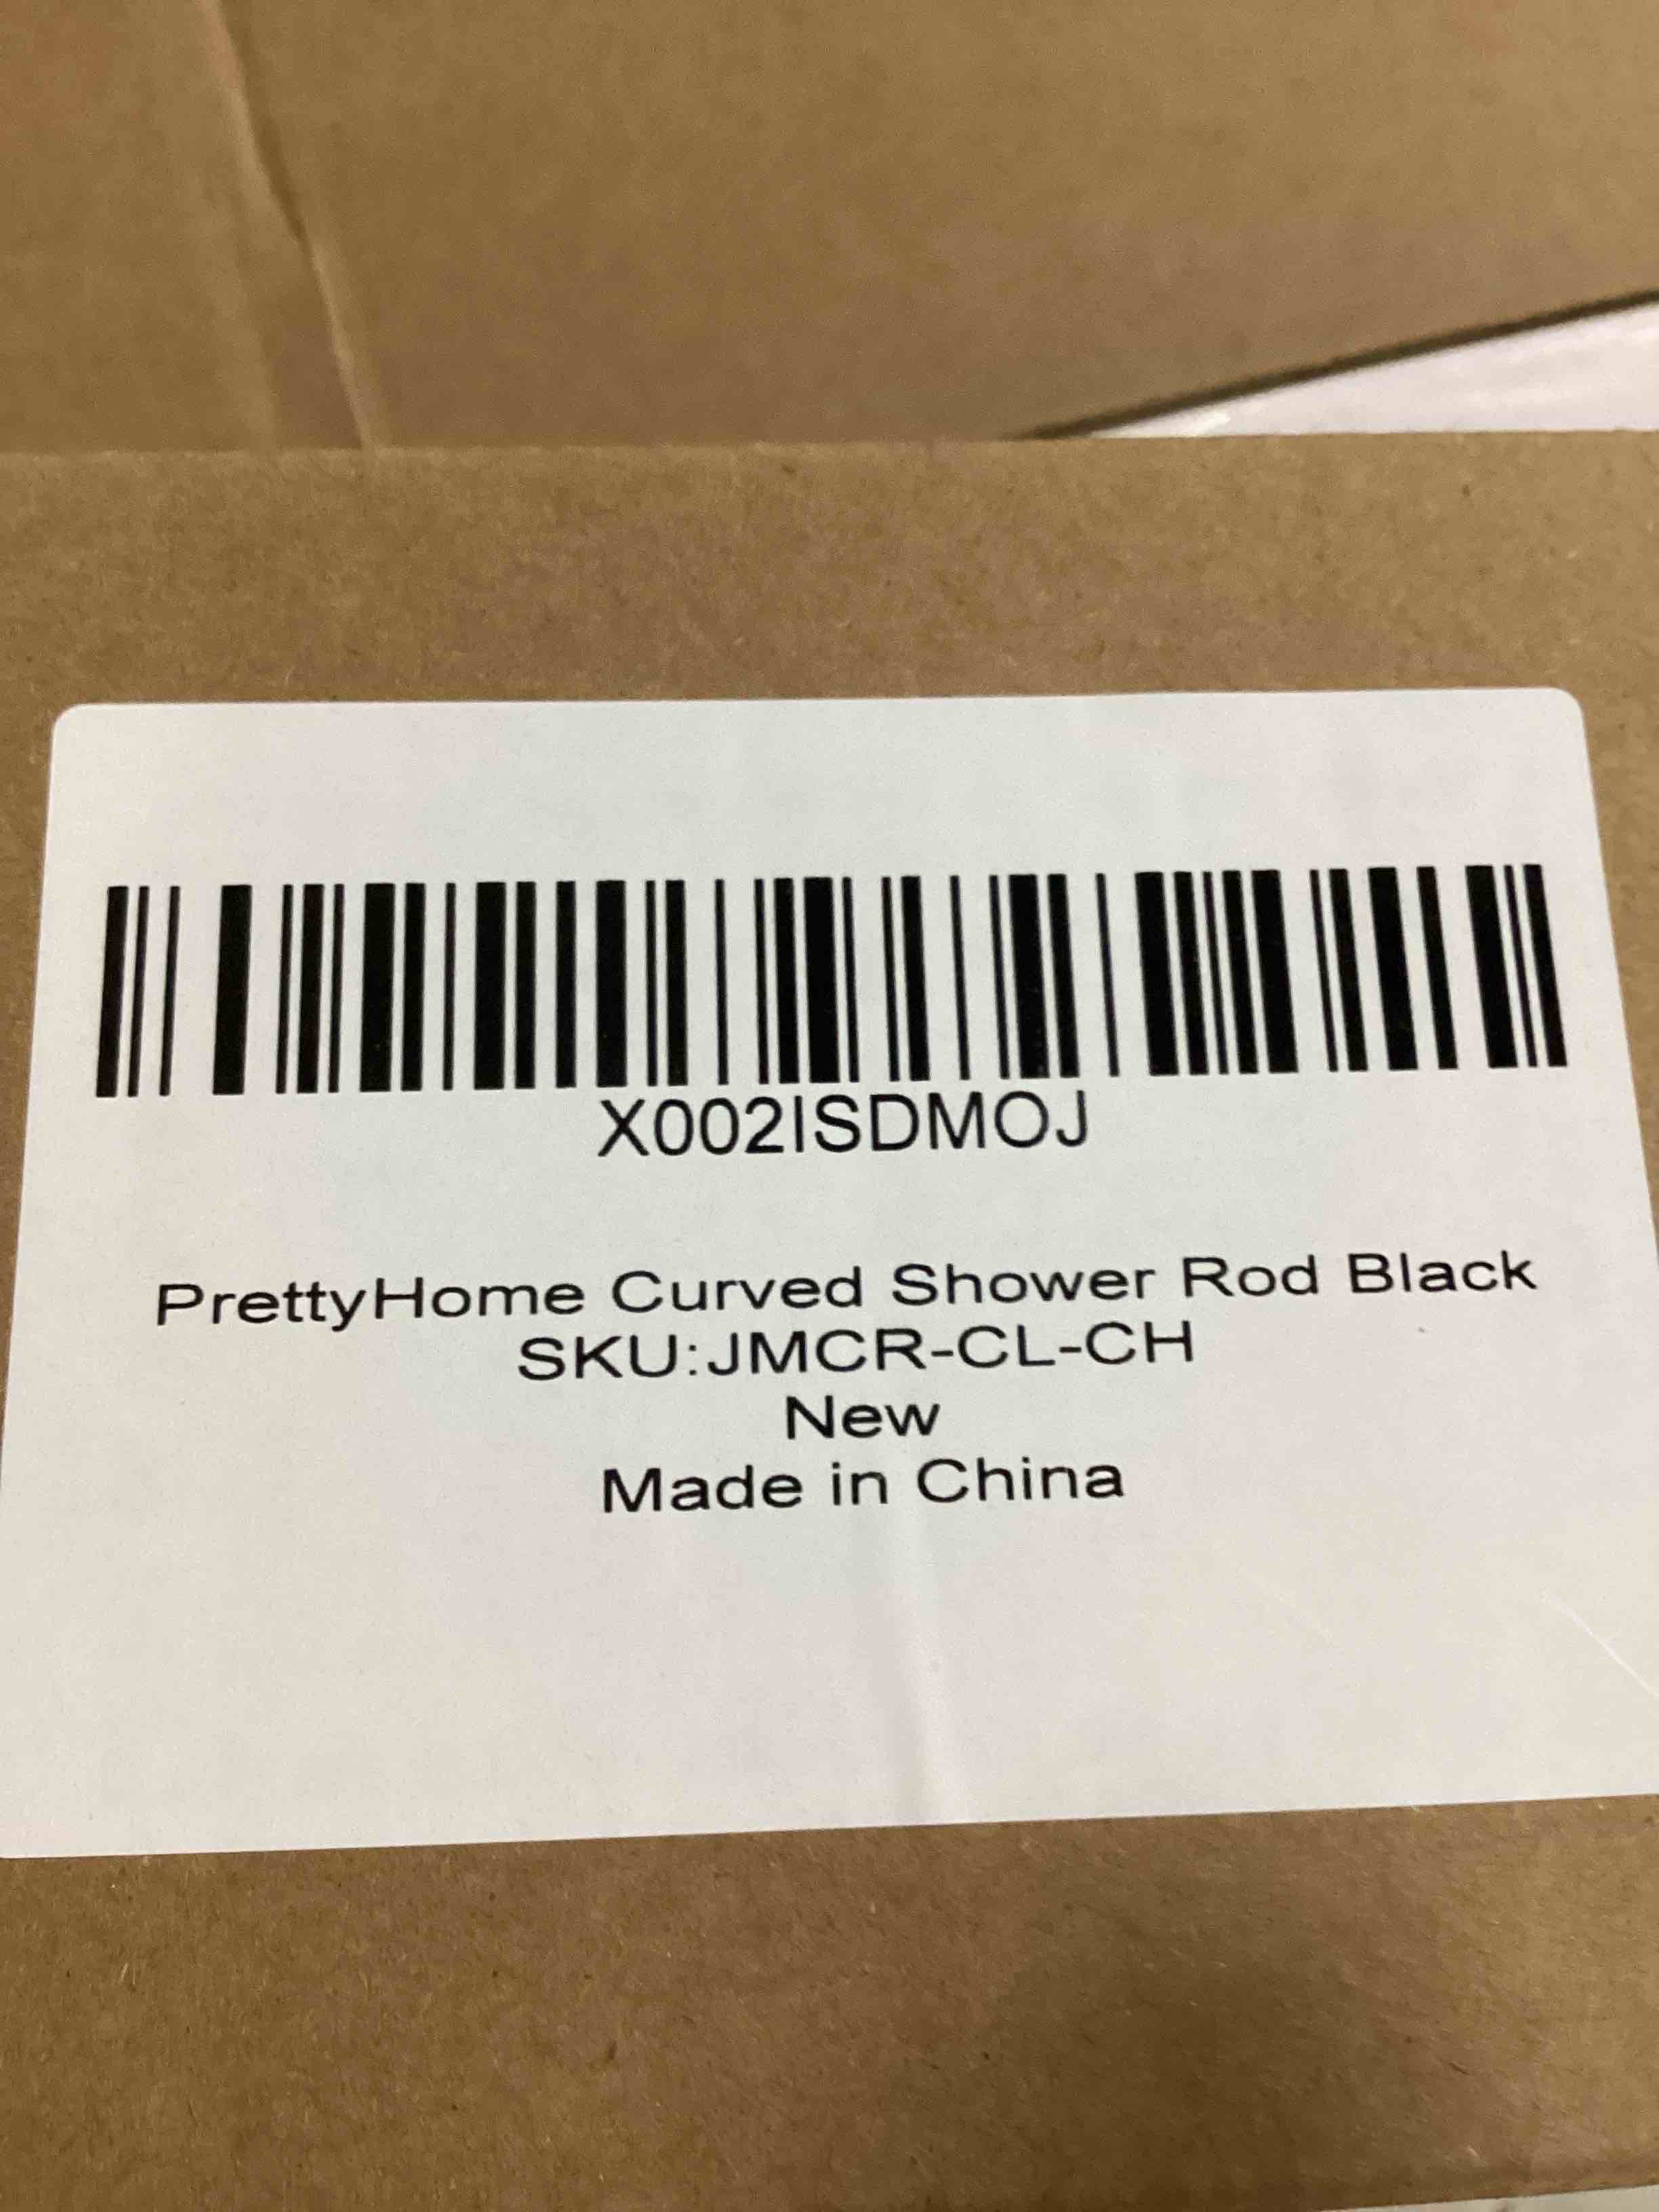 X002ISDMOJ
PrettyHome Curved Shower Rod Black
SKU:JMCR-CL-CH
New
Made in China